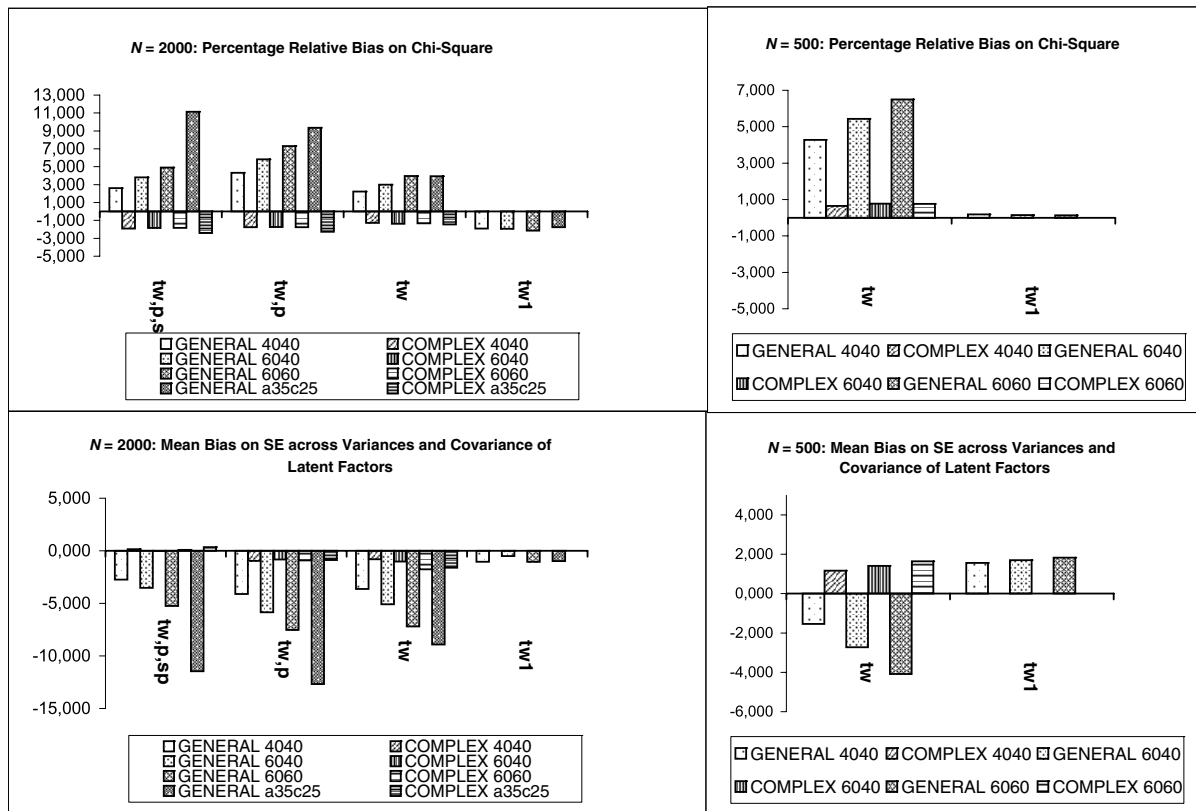 N = 2000: Percentage Relative Bias on Chi-Square
13,000
11,000
9,000
7,000
5,000
3,000
1,000
-1,000
-3,000
-5,000
tw,p,s
tw,p
tw
tw1
GENERAL 4040
COMPLEX 4040
GENERAL 6040
COMPLEX 6040
GENERAL 6060
COMPLEX 6060
GENERAL a35c25
COMPLEX a35c25
N = 500: Percentage Relative Bias on Chi-Square
7,000
5,000
3,000
1,000
-1,000
-3,000
-5,000
tw
tw1
GENERAL 4040
COMPLEX 4040
GENERAL 6040
COMPLEX 6040
GENERAL 6060
COMPLEX 6060
N = 2000: Mean Bias on SE across Variances and Covariance of
Latent Factors
5,000
0,000
-5,000
-10,000
-15,000
tw,p,sp
tw,p
tw
tw1
GENERAL 4040
COMPLEX 4040
GENERAL 6040
COMPLEX 6040
GENERAL 6060
COMPLEX 6060
GENERAL a35c25
COMPLEX a35c25
N = 500: Mean Bias on SE across Variances and
Covariance of Latent Factors
4,000
2,000
0,000
-2,000
-4,000
-6,000
tw
tw1
GENERAL 4040
COMPLEX 4040
GENERAL 6040
COMPLEX 6040
GENERAL 6060
COMPLEX 6060